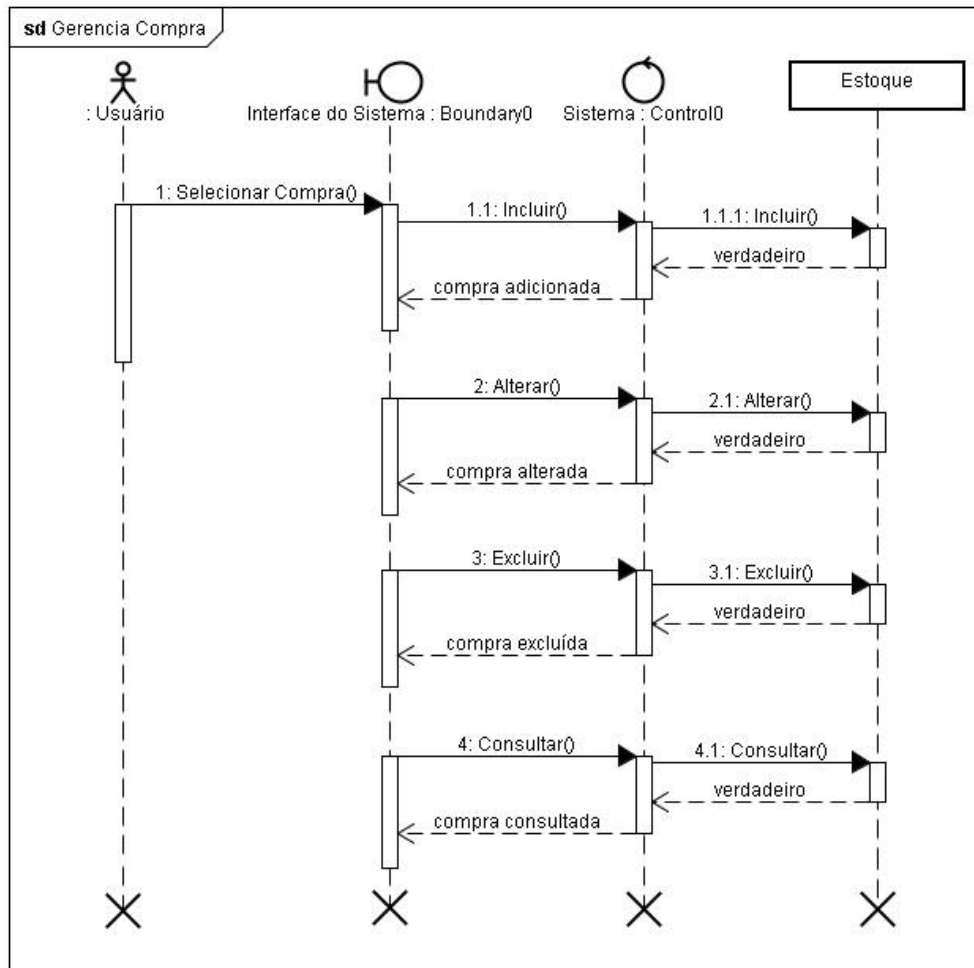 sd Gerencia Compra
: Usuário
Interface do Sistema : Boundary0
Sistema : Control0
Estoque
1: Selecionar Compra()
1.1: Incluir()
1.1.1: Incluir()
verdadeiro
compra adicionada
2: Alterar()
2.1: Alterar()
verdadeiro
compra alterada
3: Excluir()
3.1: Excluir()
verdadeiro
compra excluída
4: Consultar()
4.1: Consultar()
verdadeiro
compra consultada